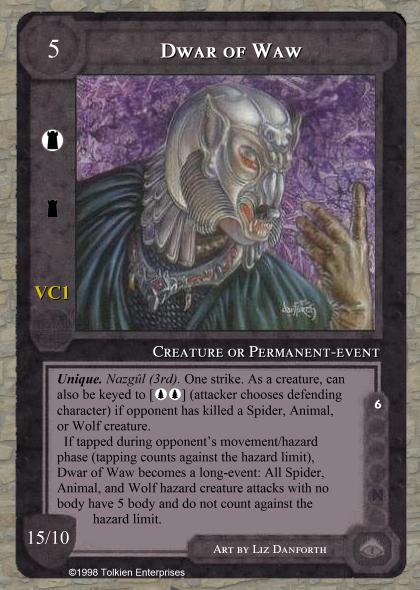 5
DWAR OF WAW
VC1
CREATURE OR PERMANENT-EVENT
Unique. Nazgûl (3rd). One strike. As a creature, can
also be keyed to [] (attacker chooses defending
character) if opponent has killed a Spider, Animal,
or Wolf creature.
If tapped during opponent's movement/hazard
phase (tapping counts against the hazard limit),
Dwar of Waw becomes a long-event: All Spider,
Animal, and Wolf hazard creature attacks with no
body have 5 body and do not count against the
hazard limit.
6
15/10
ART BY LIZ DANFORTH
©1998 Tolkien Enterprises